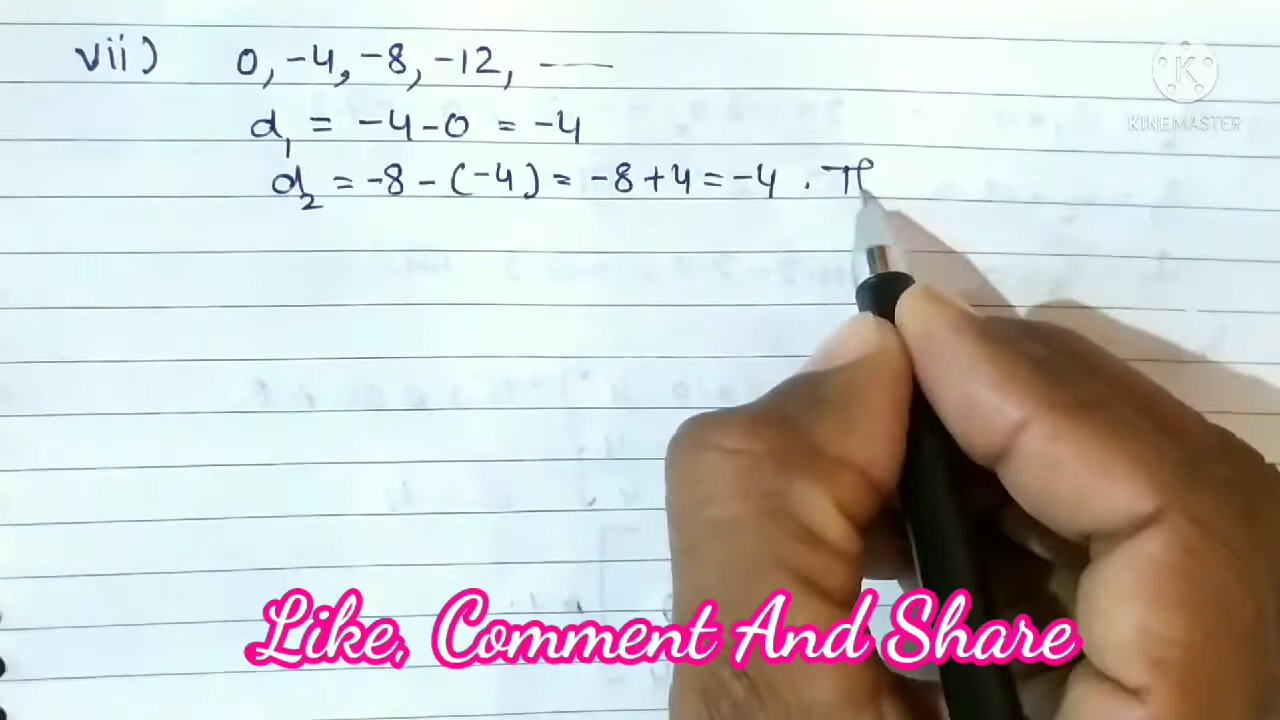 vii) 0, -4, -8, -12, ——
d₁ = -4-0 = -4
d₂ = -8 - (-4) = -8+4 = -4 .
KINEMASTER
Like, Comment And Share